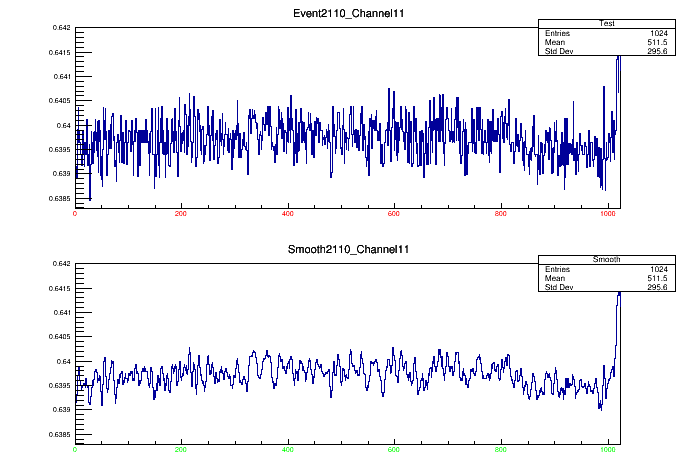 Event2110_Channel11
Test
Entries 1024
Mean 511.5
Std Dev 295.6
0.642
0.6415
0.641
0.6405
0.64
0.6395
0.639
0.6385
0 200 400 600 800 1000
Smooth2110_Channel11
Smooth
Entries 1024
Mean 511.5
Std Dev 295.6
0.642
0.6415
0.641
0.6405
0.64
0.6395
0.639
0.6385
0 200 400 600 800 1000